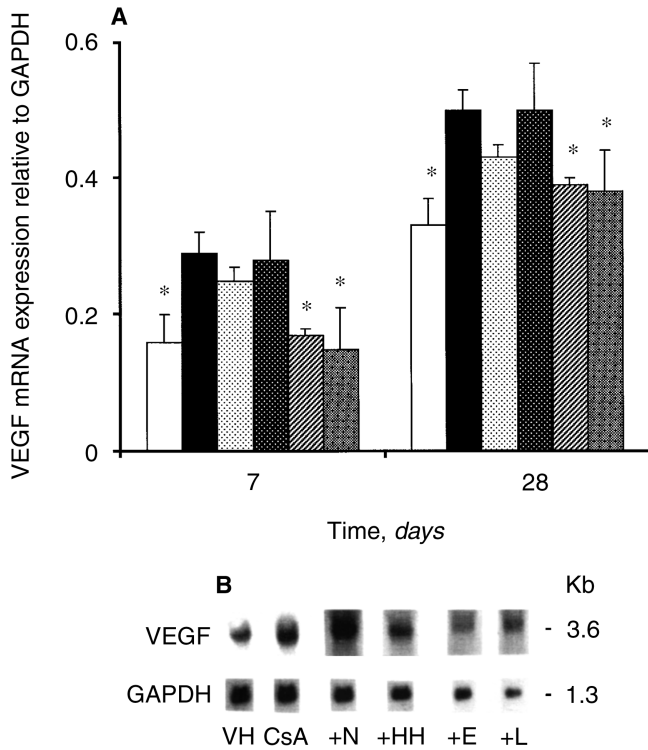 A
VEGF mRNA expression relative to GAPDH
0.6
0.4
0.2
0
* * *
* * *
7 28
Time, days
B Kb
VEGF - 3.6
GAPDH - 1.3
VH CsA +N +HH +E +L